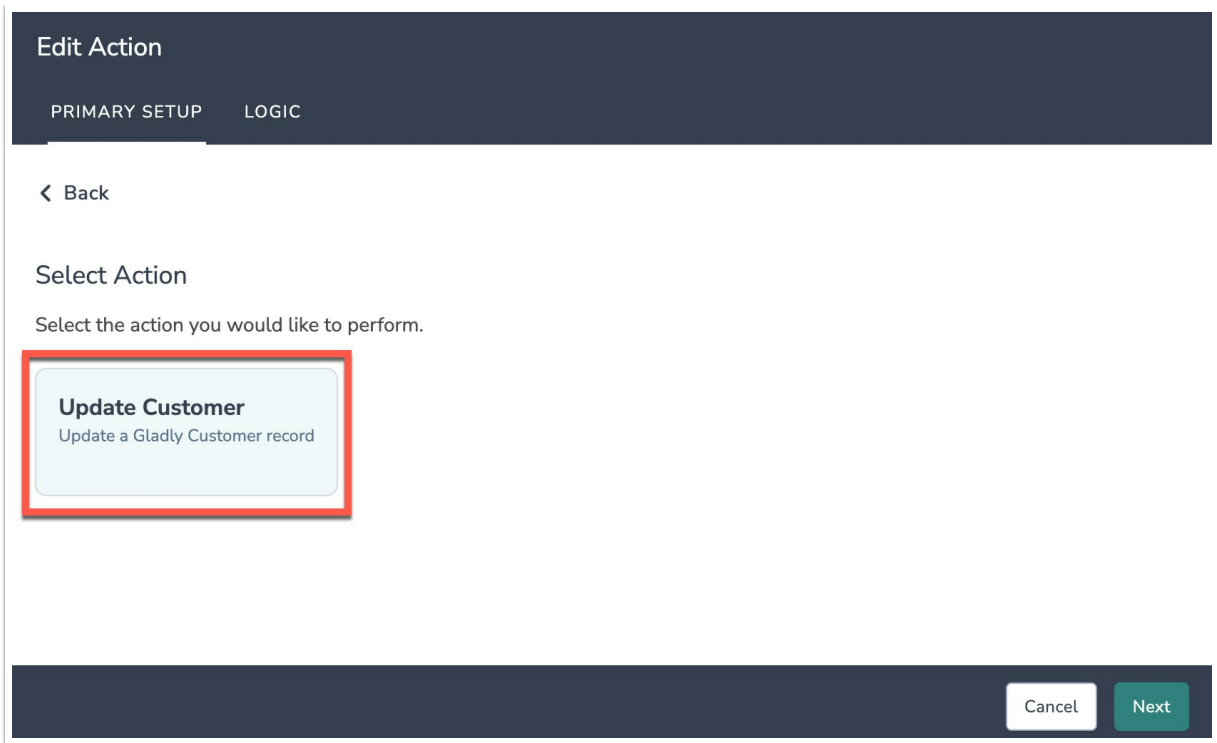 Edit Action
PRIMARY SETUP LOGIC
Back
Select Action
Select the action you would like to perform.
Update Customer
Update a Gladly Customer record
Cancel Next